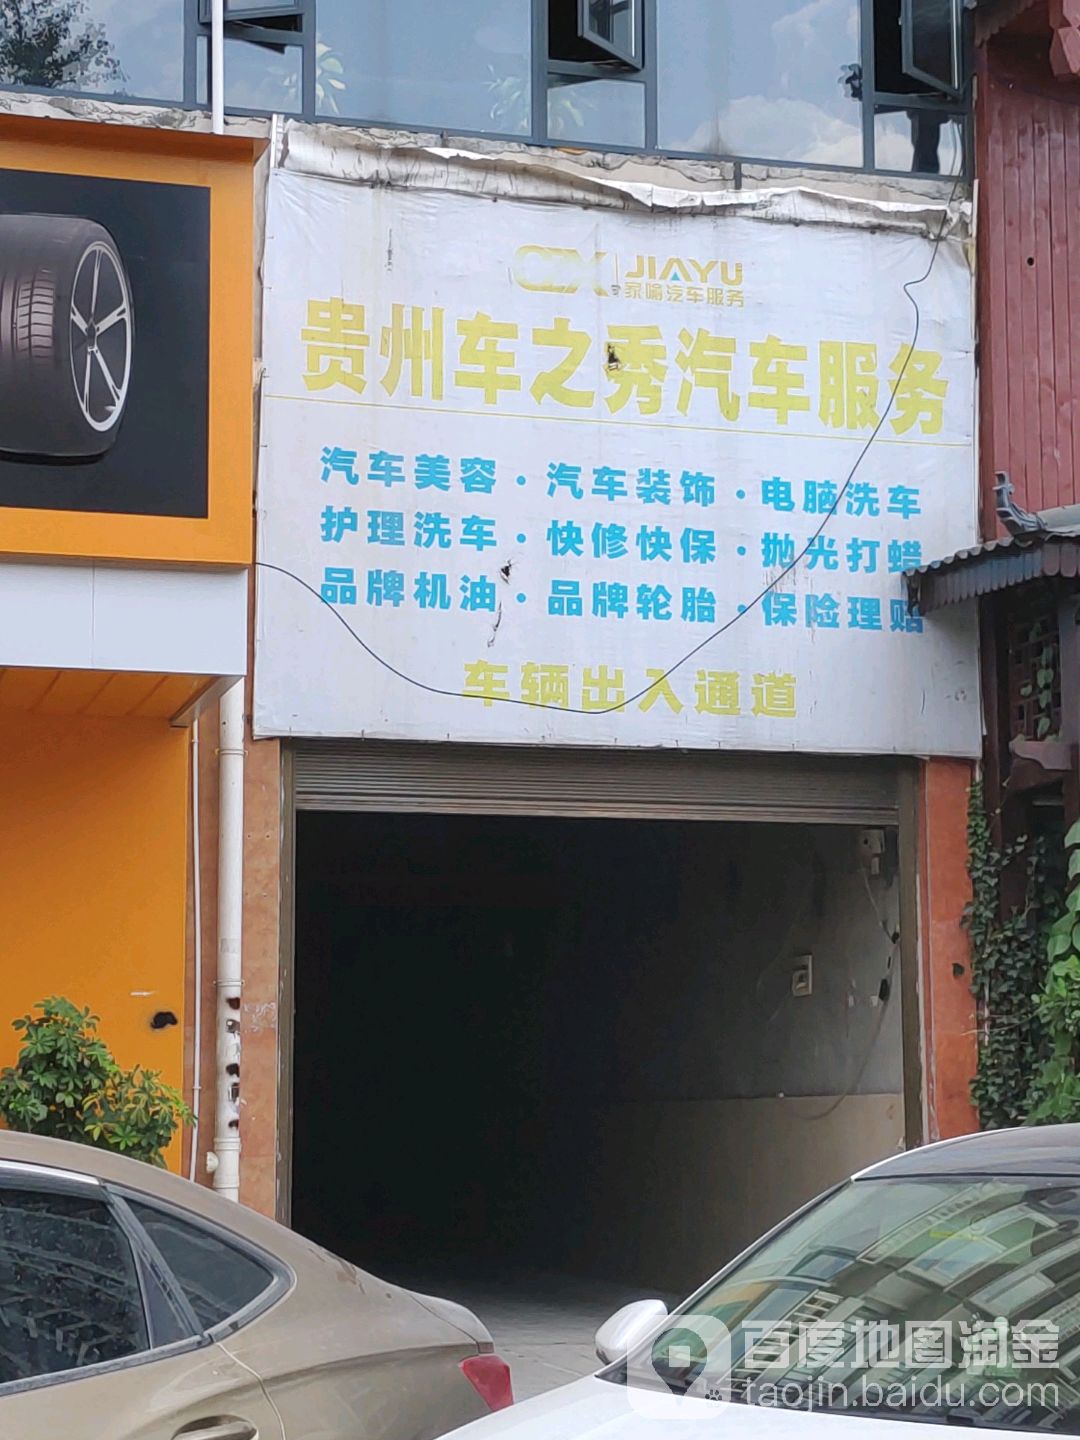 CZX JIAYU
家喻汽车服务
贵州车之秀汽车服务
汽车美容·汽车装饰·电脑洗车
护理洗车·快修快保·抛光打蜡
品牌机油·品牌轮胎·保险理赔
车辆出入通道
百度地图淘金
taojin.baidu.com